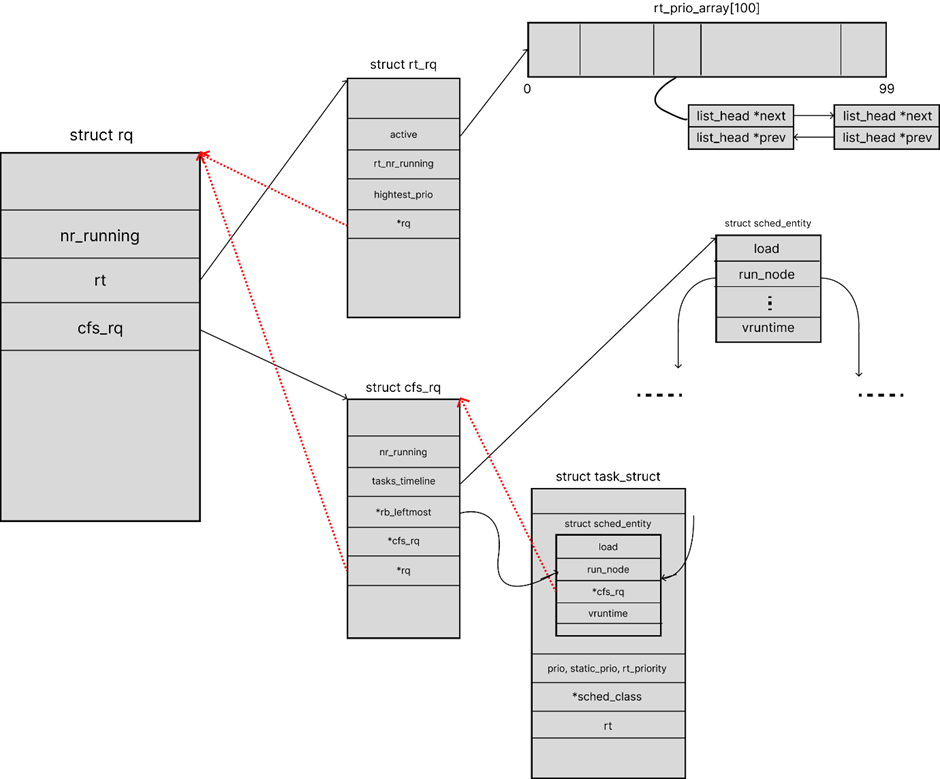 rt_prio_array[100]
0
99
list_head *next
list_head *prev
list_head *next
list_head *prev
struct rt_rq
active
rt_nr_running
hightest_prio
*rq
struct rq
nr_running
rt
cfs_rq
struct sched_entity
load
run_node
vruntime
struct cfs_rq
nr_running
tasks_timeline
*rb_leftmost
*cfs_rq
*rq
struct task_struct
struct sched_entity
load
run_node
*cfs_rq
vruntime
prio, static_prio, rt_priority
*sched_class
rt